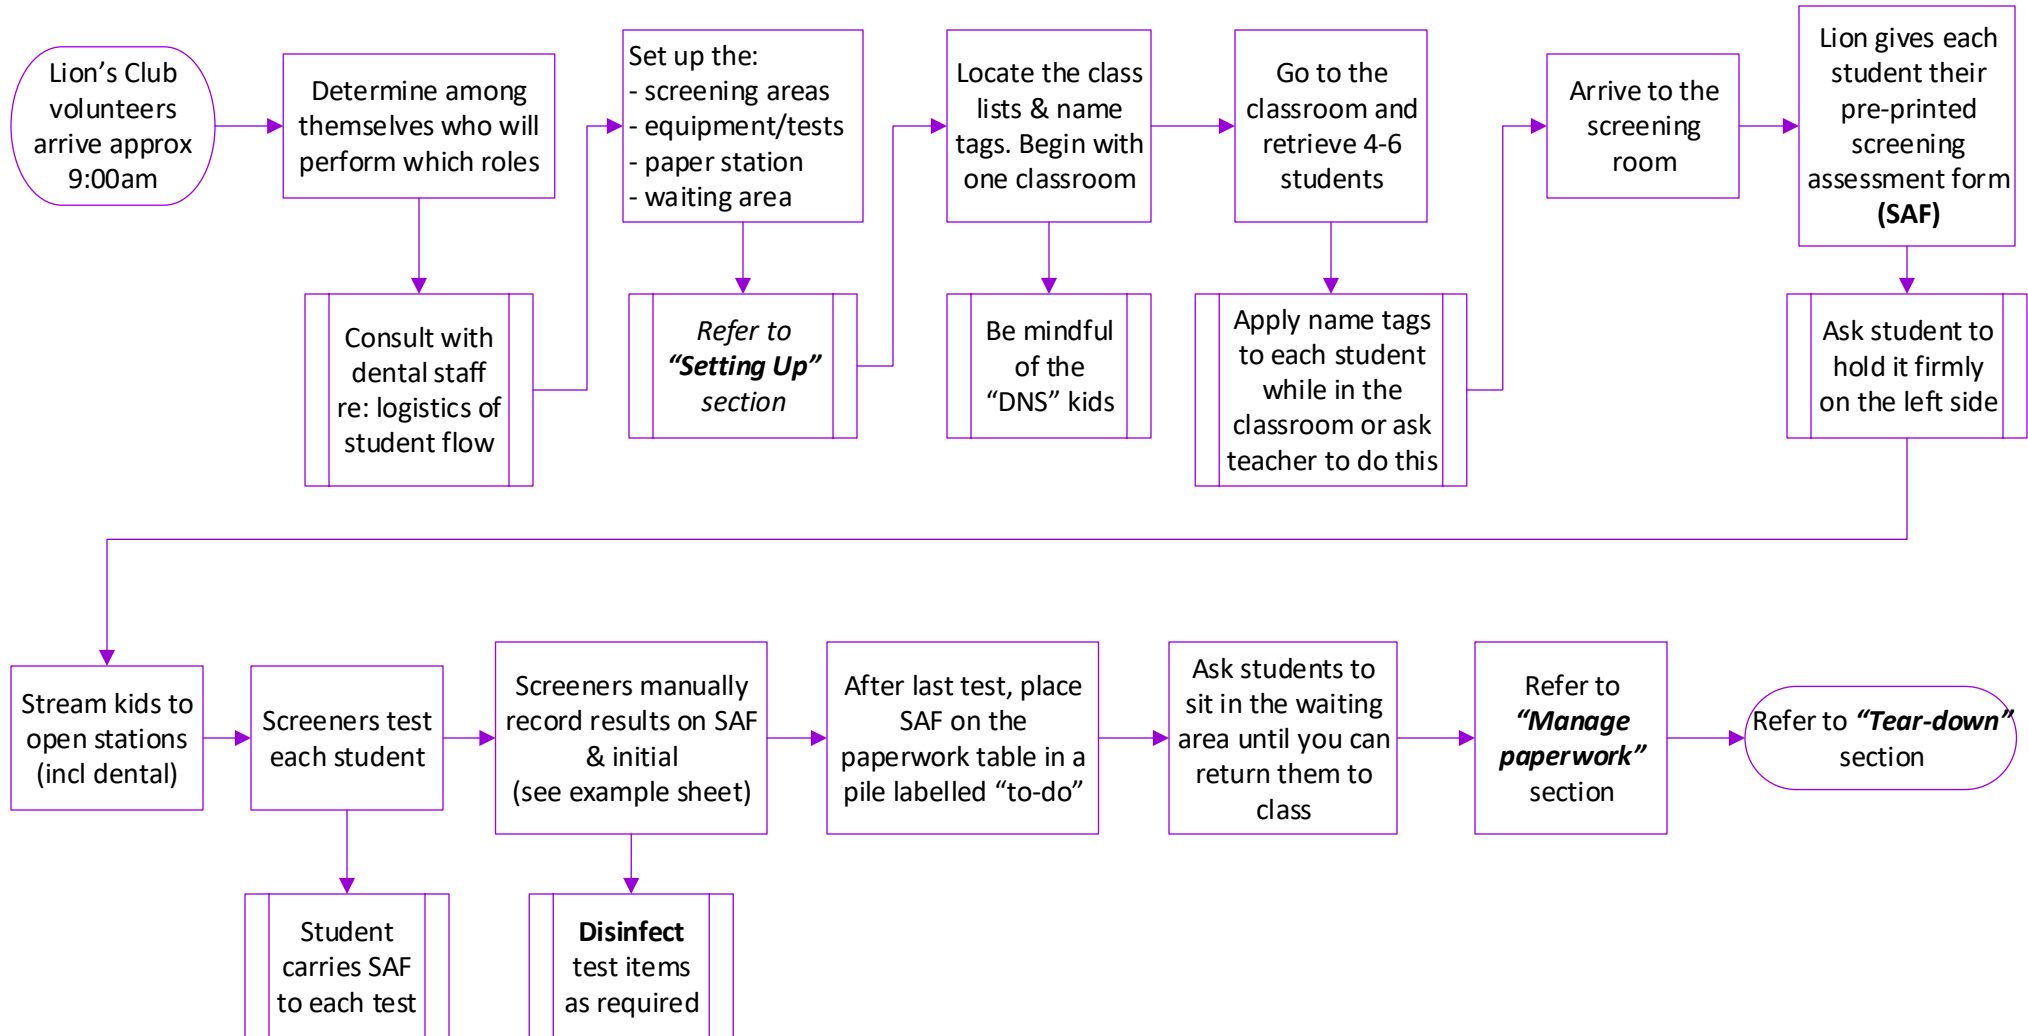 Lion’s Club
volunteers
arrive approx
9:00am
Determine among
themselves who will
perform which roles
Consult with
dental staff
re: logistics of
student flow
Set up the:
- screening areas
- equipment/tests
- paper station
- waiting area
Refer to
“Setting Up”
section
Locate the class
lists & name
tags. Begin with
one classroom
Be mindful
of the
“DNS” kids
Go to the
classroom and
retrieve 4-6
students
Apply name tags
to each student
while in the
classroom or ask
teacher to do this
Arrive to the
screening
room
Lion gives each
student their
pre-printed
screening
assessment form
(SAF)
Ask student to
hold it firmly
on the left side
Stream kids to
open stations
(incl dental)
Screeners test
each student
Student
carries SAF
to each test
Screeners manually
record results on SAF
& initial
(see example sheet)
Disinfect
test items
as required
After last test, place
SAF on the
paperwork table in a
pile labelled “to-do”
Ask students to
sit in the waiting
area until you can
return them to
class
Refer to
“Manage
paperwork”
section
Refer to “Tear-down”
section